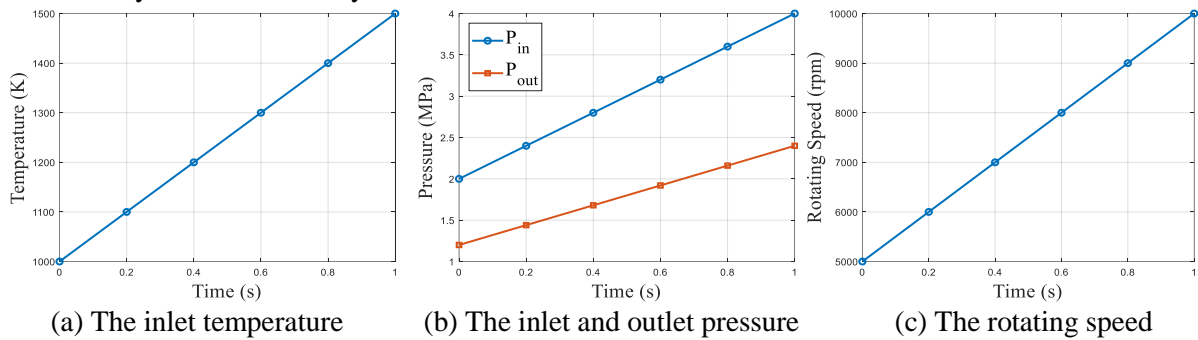 1500
1400
1300
1200
1100
1000
0 0.2 0.4 0.6 0.8 1
Temperature (K)
Time (s)
(a) The inlet temperature
4
3.5
3
2.5
2
1.5
1
0 0.2 0.4 0.6 0.8 1
Pressure (MPa)
P_in
P_out
Time (s)
(b) The inlet and outlet pressure
10000
9000
8000
7000
6000
5000
0 0.2 0.4 0.6 0.8 1
Rotating Speed (rpm)
Time (s)
(c) The rotating speed